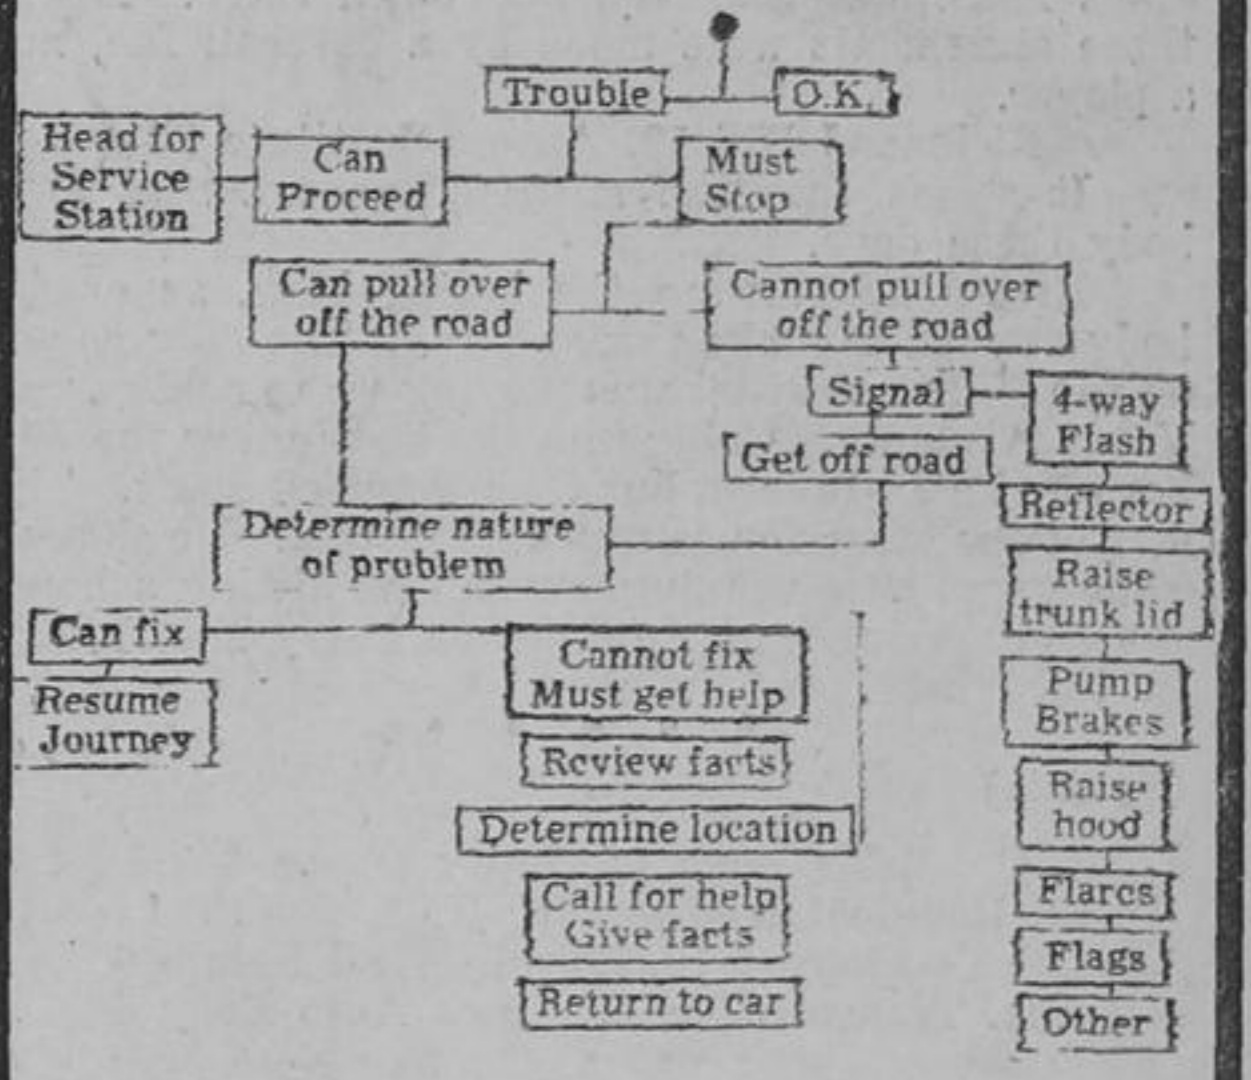 Trouble
O.K.
Head for
Service
Station
Can
Proceed
Must
Stop
Can pull over
off the road
Cannot pull over
off the road
Signal
4-way
Flash
Get off road
Reflector
Determine nature
of problem
Raise
trunk lid
Can fix
Cannot fix
Must get help
Resume
Journey
Pump
Brakes
Review facts
Raise
hood
Determine location
Call for help
Give facts
Flares
Flags
Return to car
Other